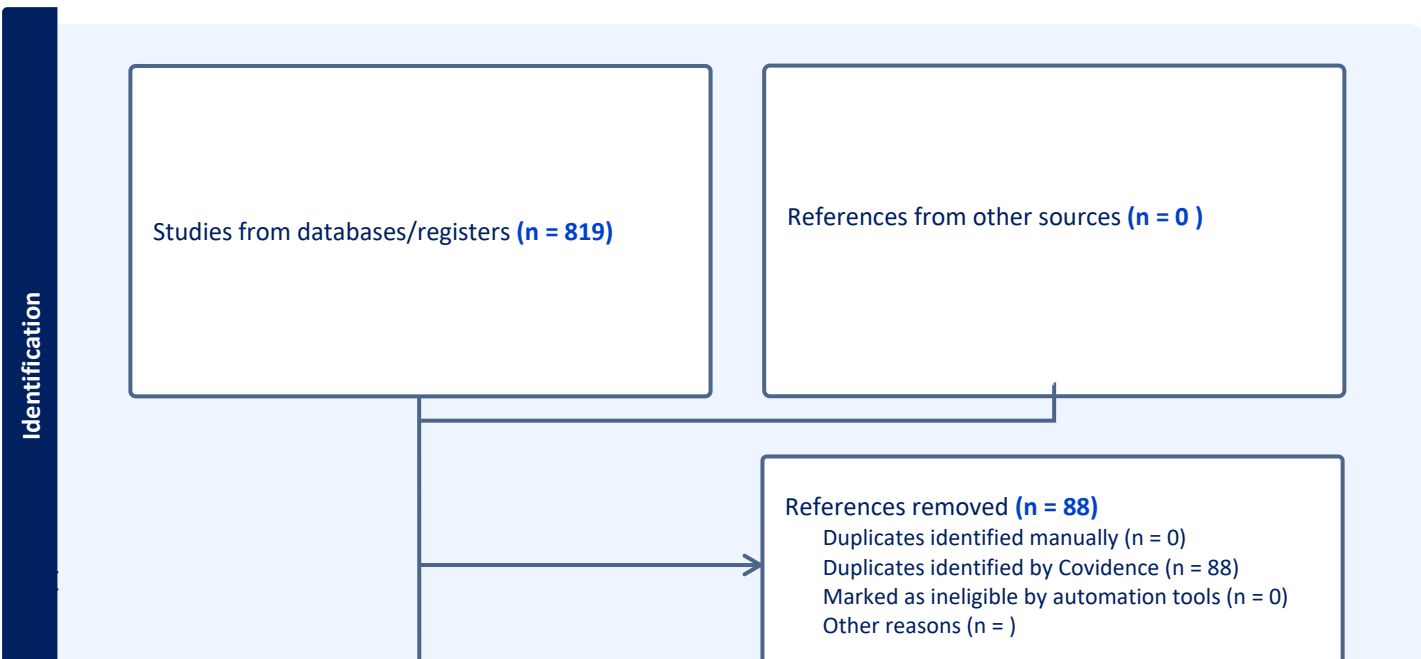 Identification
Studies from databases/registers (n = 819)
References from other sources (n = 0 )
References removed (n = 88)
Duplicates identified manually (n = 0)
Duplicates identified by Covidence (n = 88)
Marked as ineligible by automation tools (n = 0)
Other reasons (n = )